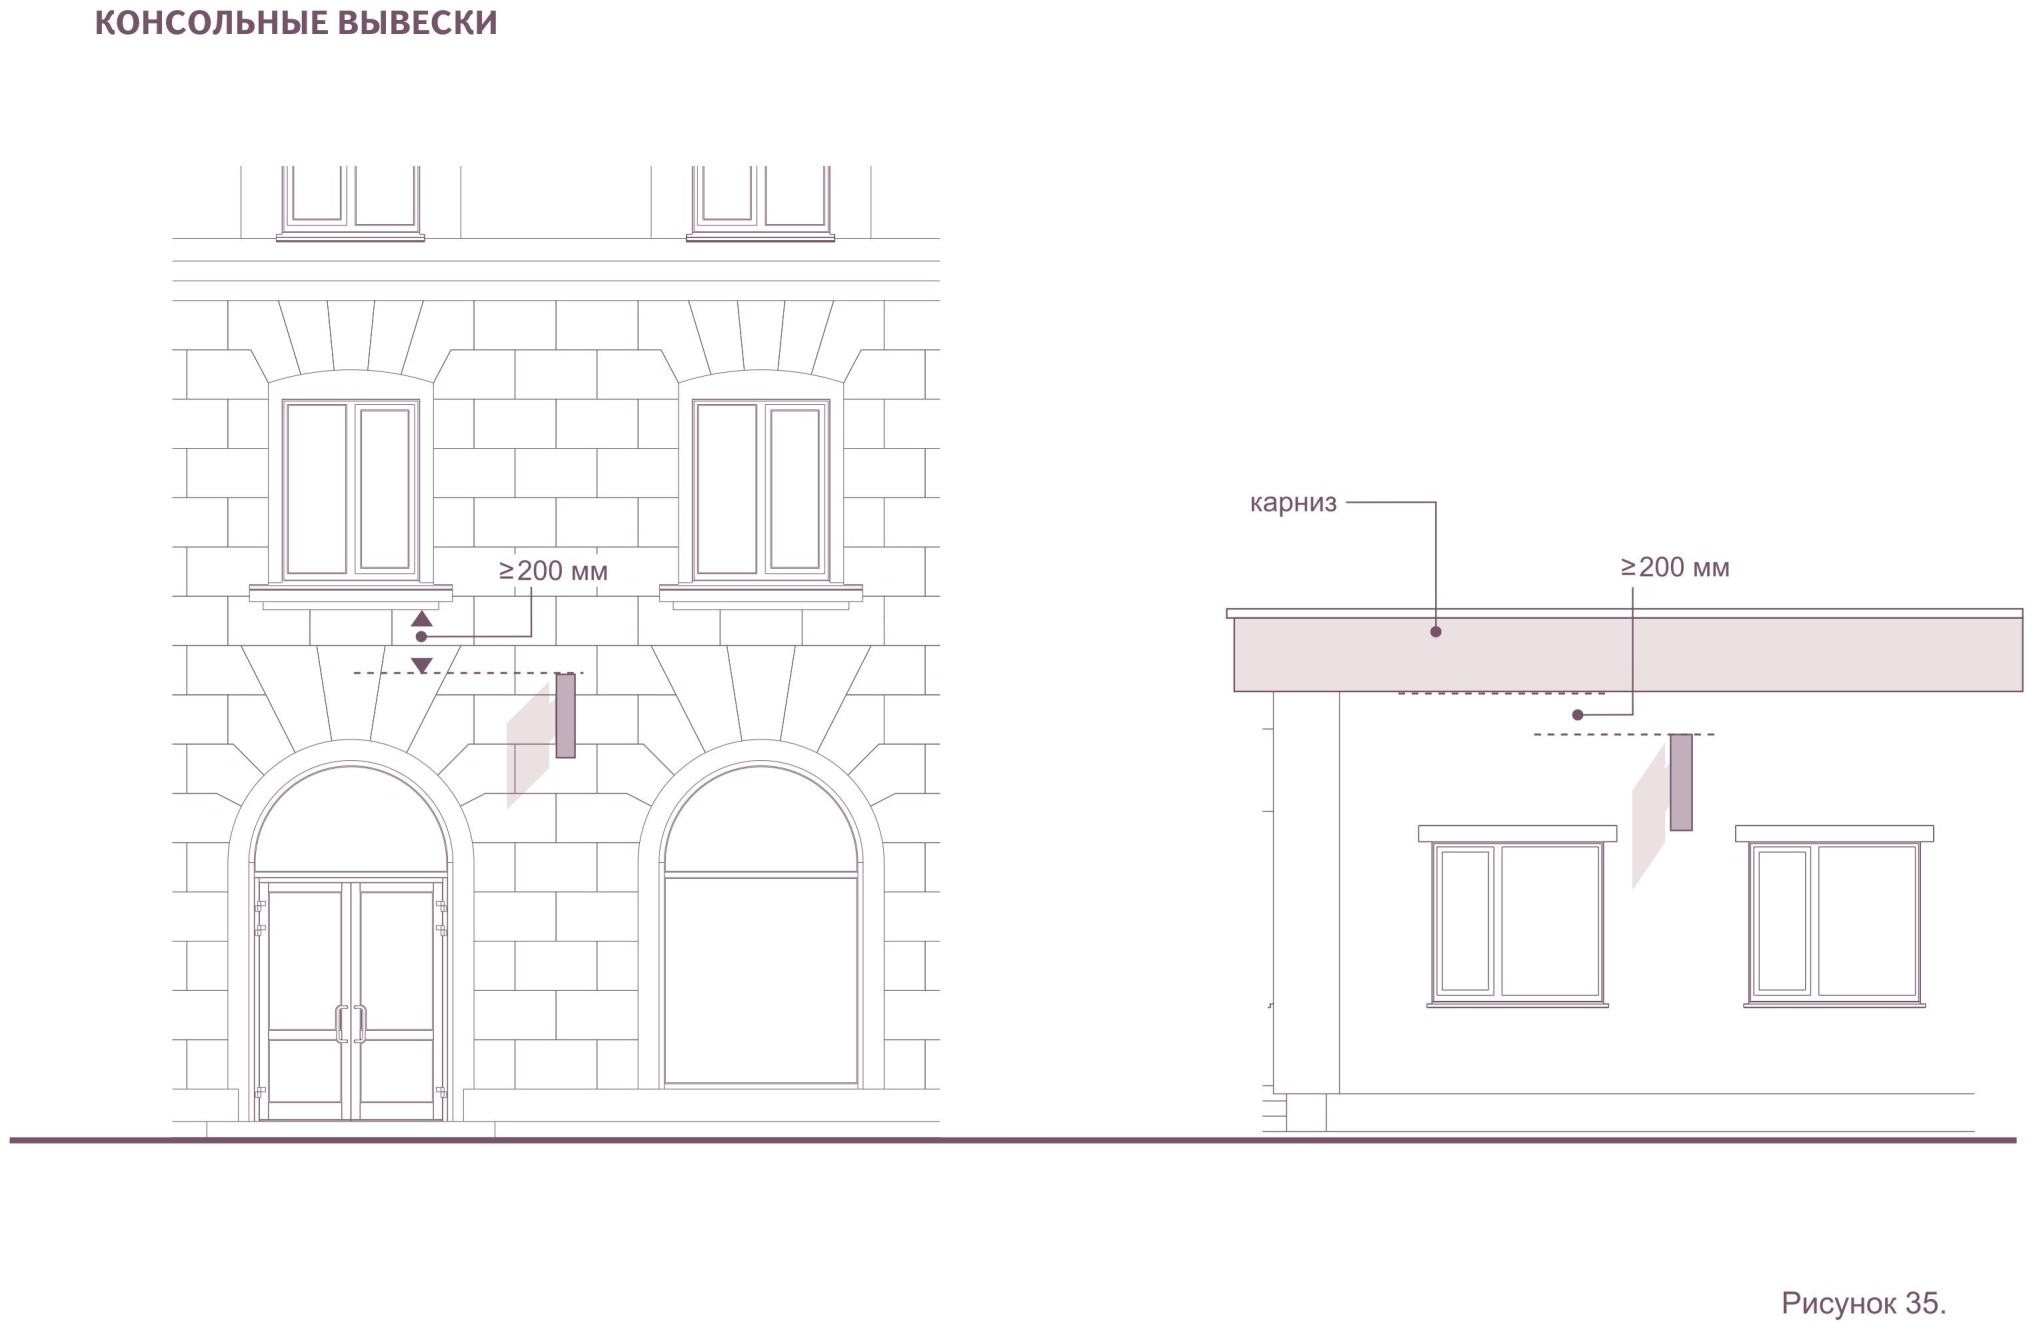 КОНСОЛЬНЫЕ ВЫВЕСКИ
≥200 мм
карниз
≥200 мм
Рисунок 35.